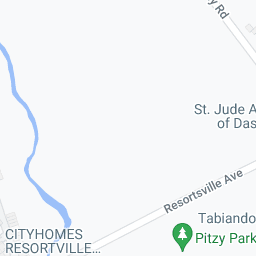 y Rd
St. Jude A
of Das
Resortsville Ave
CITYHOMES
RESORTVILLE...
Tabiando
Pitzy Park